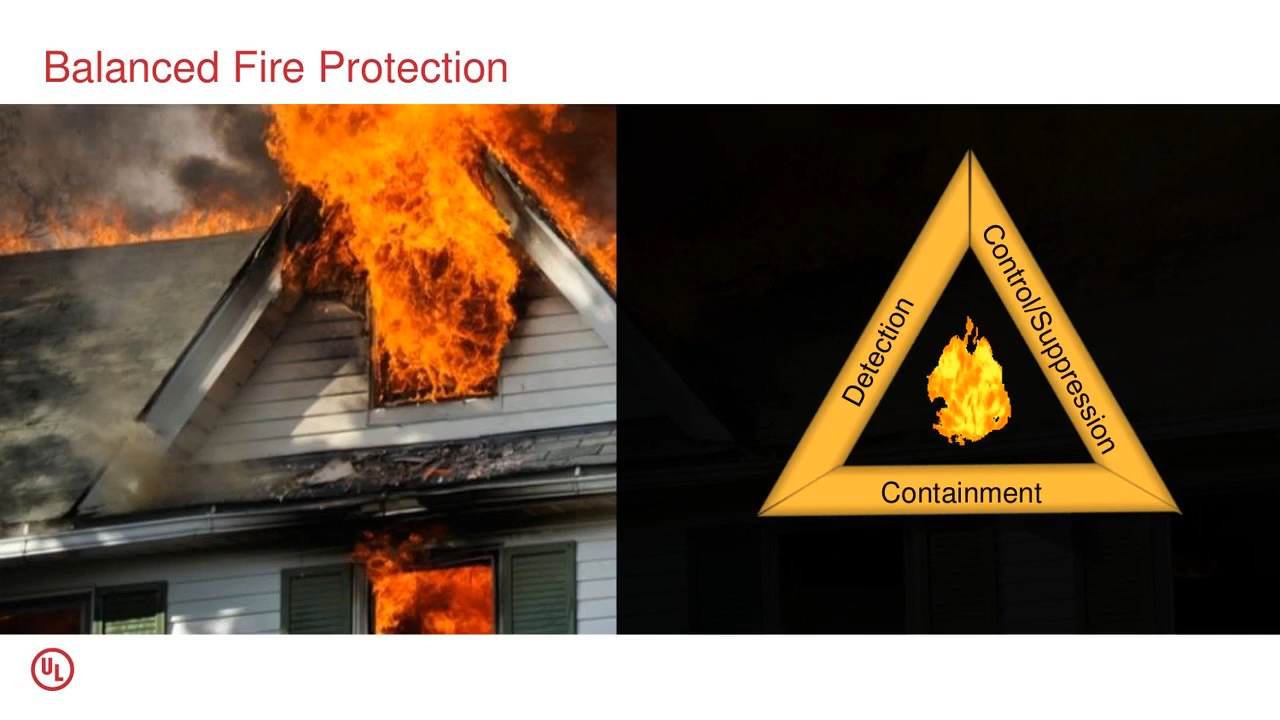 Balanced Fire Protection
Detection
Control/Suppression
Containment
UL